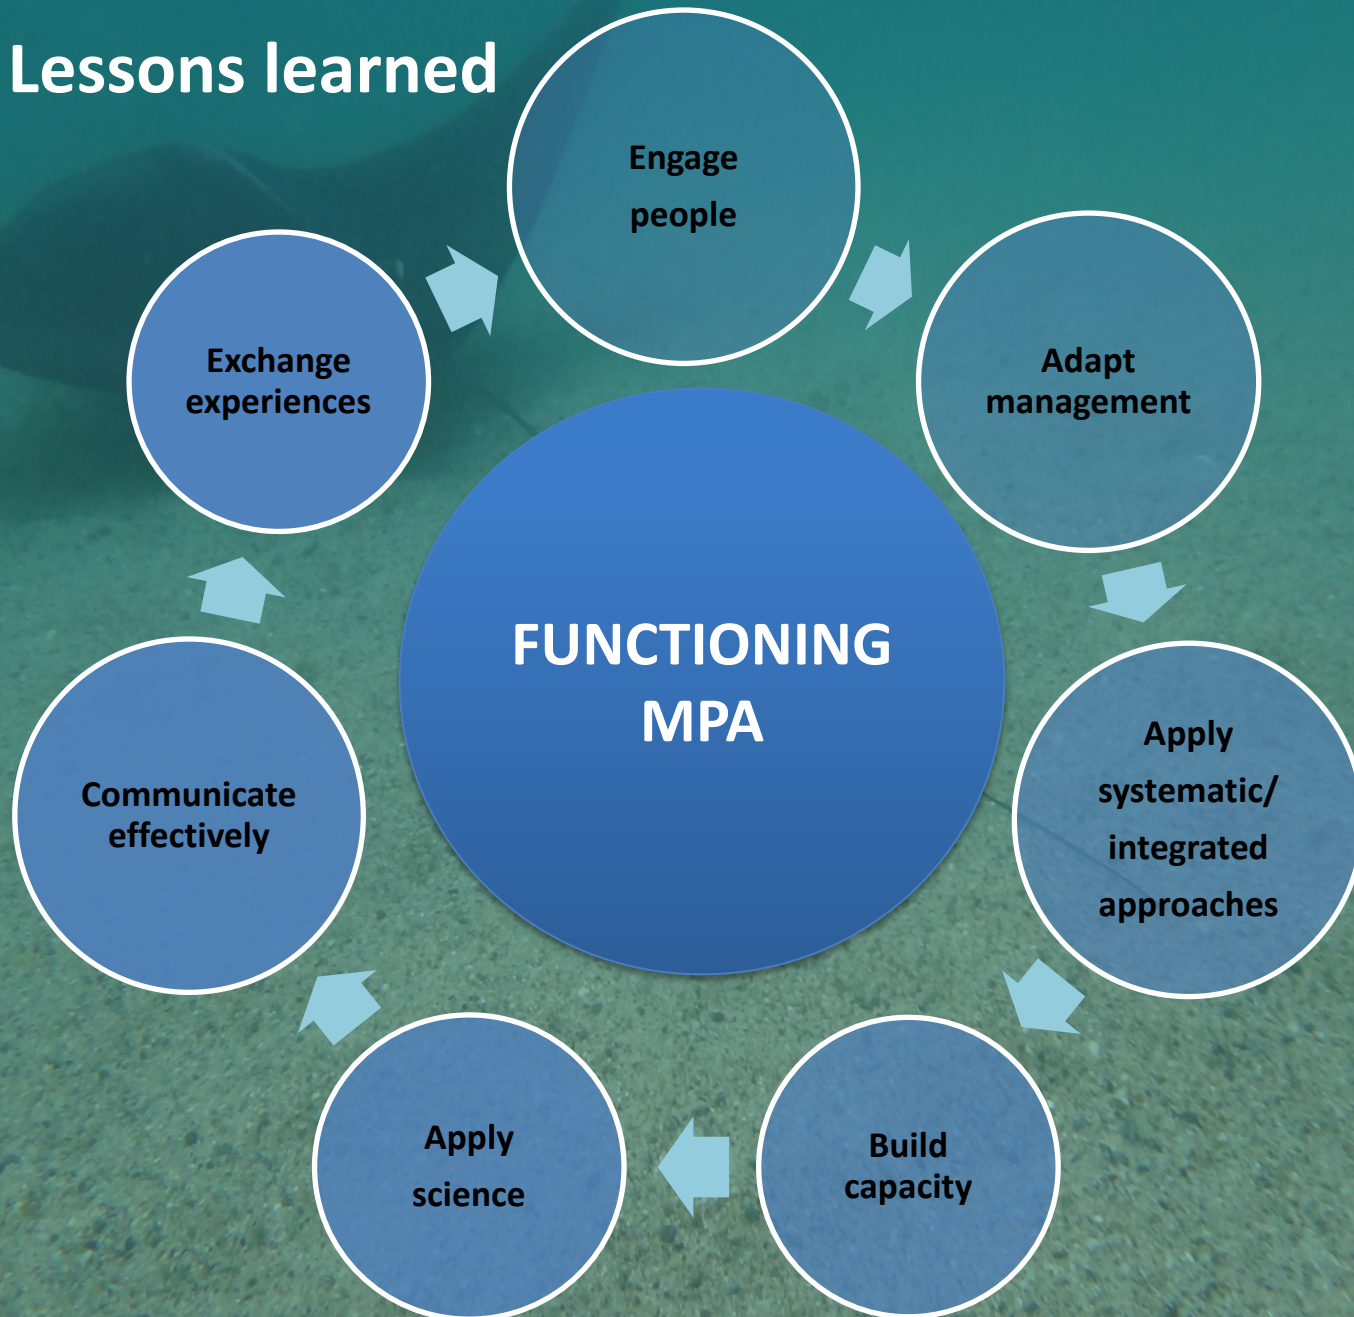 Lessons learned
Engage
people
Adapt
management
Apply
systematic/
integrated
approaches
Build
capacity
Apply
science
Communicate
effectively
Exchange
experiences
FUNCTIONING
MPA